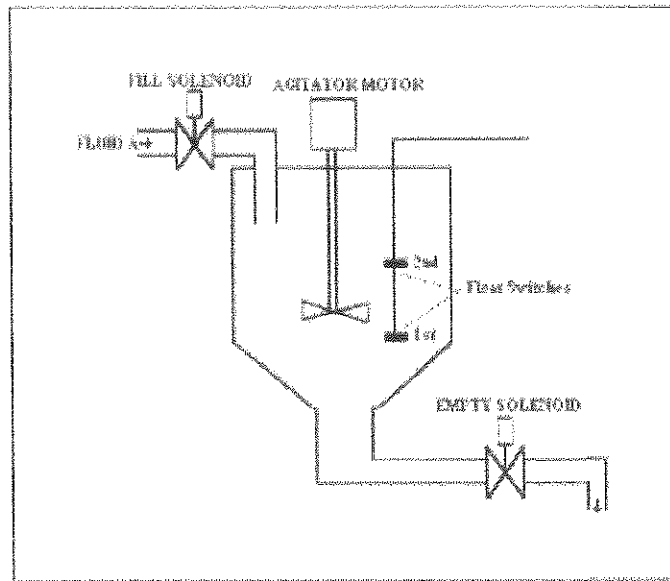 FILL SOLENOID
AGITATOR MOTOR
FLUID A
2nd
Float Switches
1st
EMPTY SOLENOID